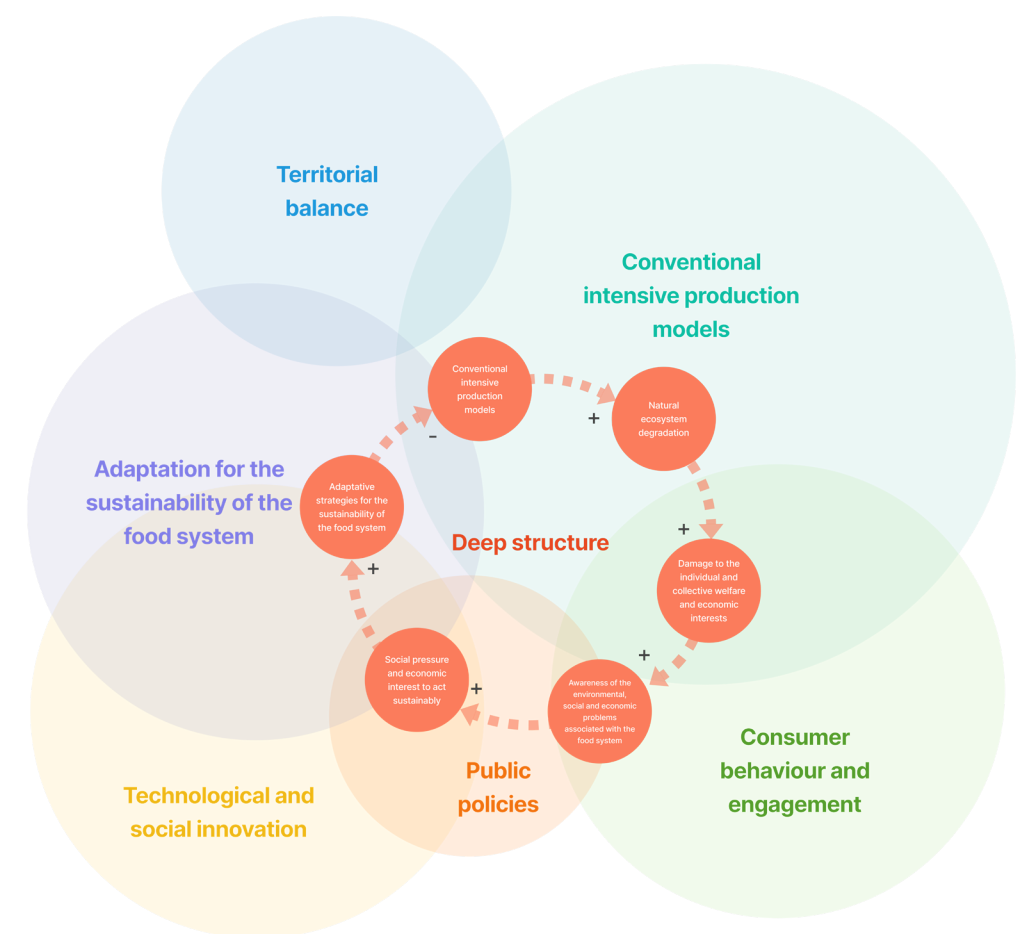 Territorial
balance
Conventional
intensive production
models
Conventional
intensive
production
models
+
Natural
ecosystem
degradation
-
Adaptation for the
sustainability of the
food system
Adaptative
strategies for the
sustainability of
the food system
Deep structure
+
Damage to the
individual and
collective welfare
and economic
interests
+
+
Social pressure
and economic
interest to act
sustainably
+
Awareness of the
environmental,
social and economic
problems
associated with the
food system
Consumer
behaviour and
engagement
Public
policies
Technological and
social innovation